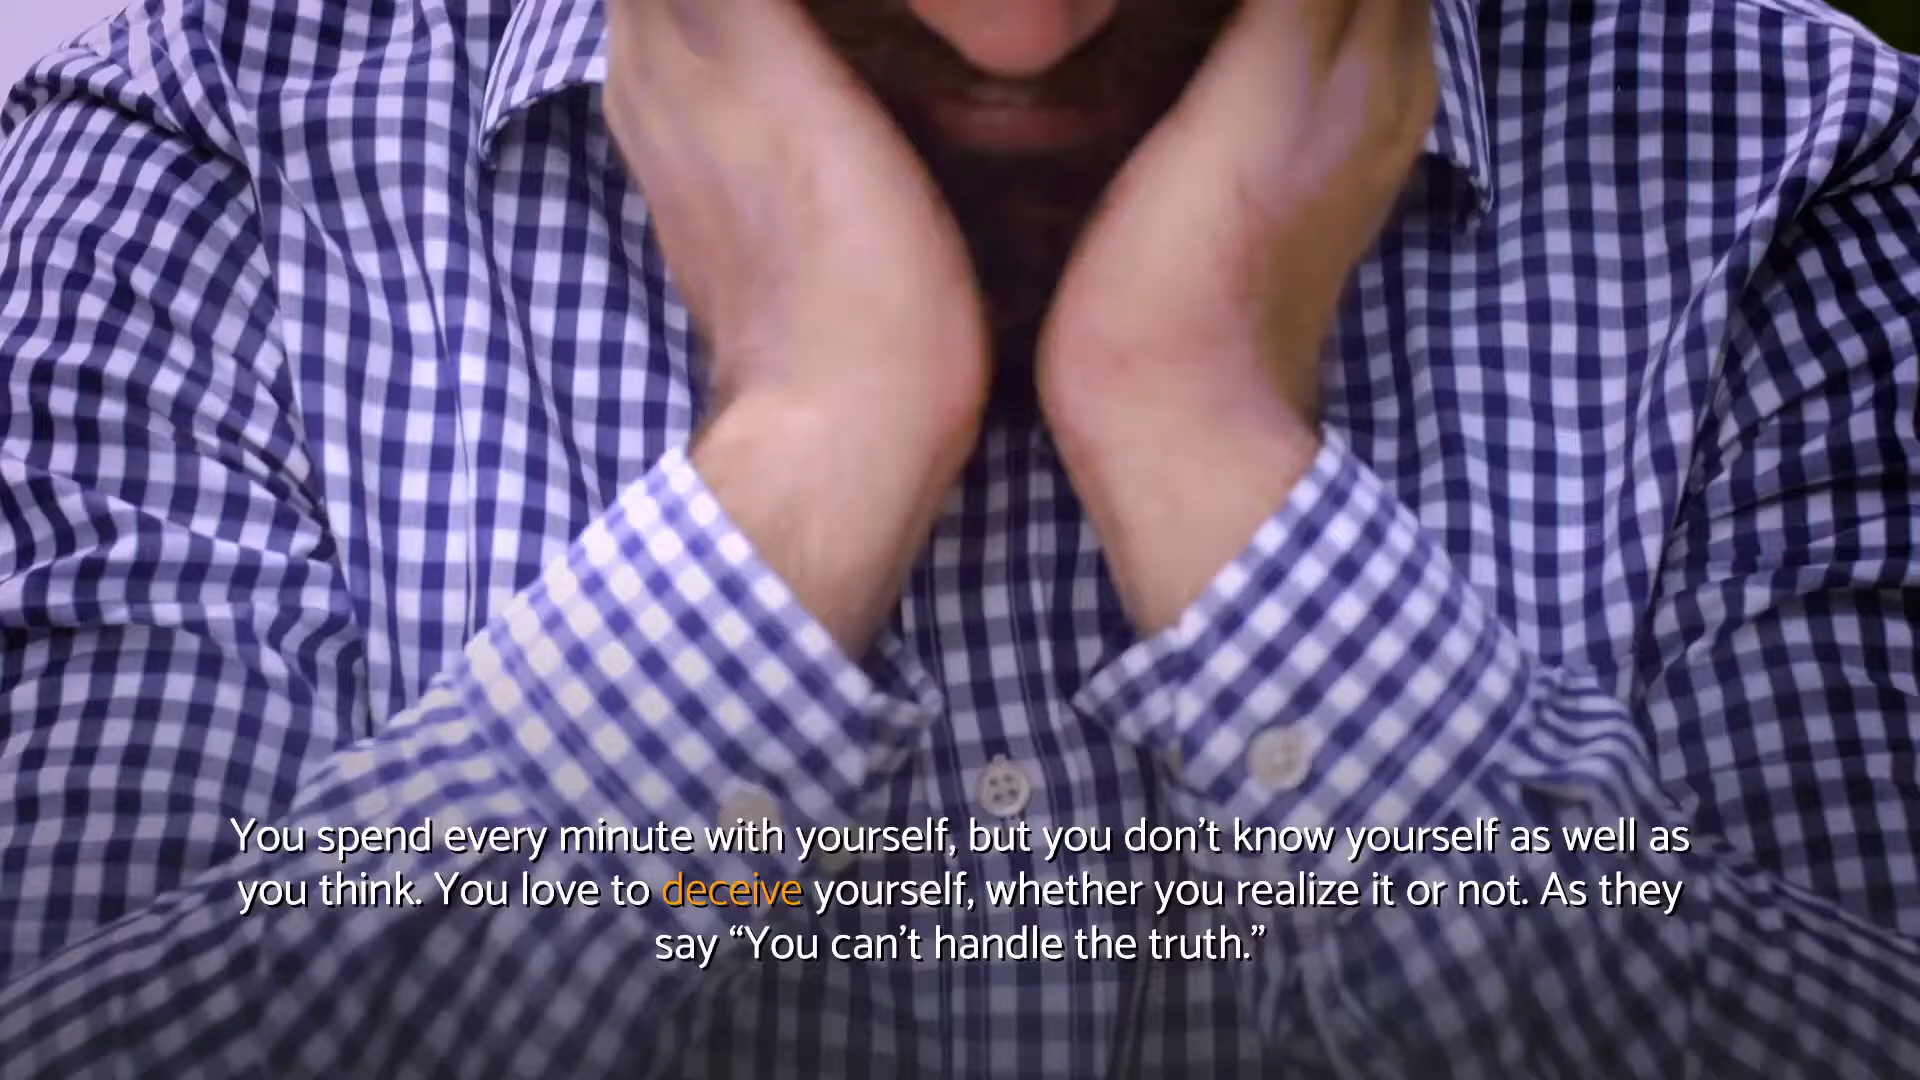 You spend every minute with yourself, but you don’t know yourself as well as
you think. You love to deceive yourself, whether you realize it or not. As they
say “You can’t handle the truth.”